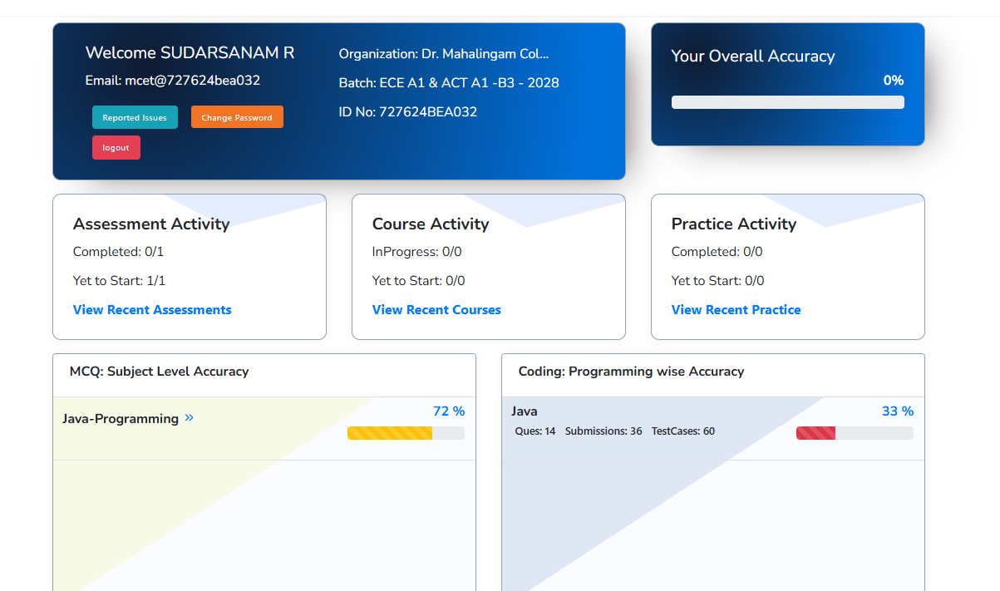 Welcome SUDARSANAM R
Email: mcet@727624bea032
Reported Issues
Change Password
logout
Organization: Dr. Mahalingam Col...
Batch: ECE A1 & ACT A1 -B3 - 2028
ID No: 727624BEA032
Your Overall Accuracy
0%
Assessment Activity
Completed: 0/1
Yet to Start: 1/1
View Recent Assessments
Course Activity
InProgress: 0/0
Yet to Start: 0/0
View Recent Courses
Practice Activity
Completed: 0/0
Yet to Start: 0/0
View Recent Practice
MCQ: Subject Level Accuracy
Java-Programming »
72 %
Coding: Programming wise Accuracy
Java
33 %
Ques: 14 Submissions: 36 TestCases: 60